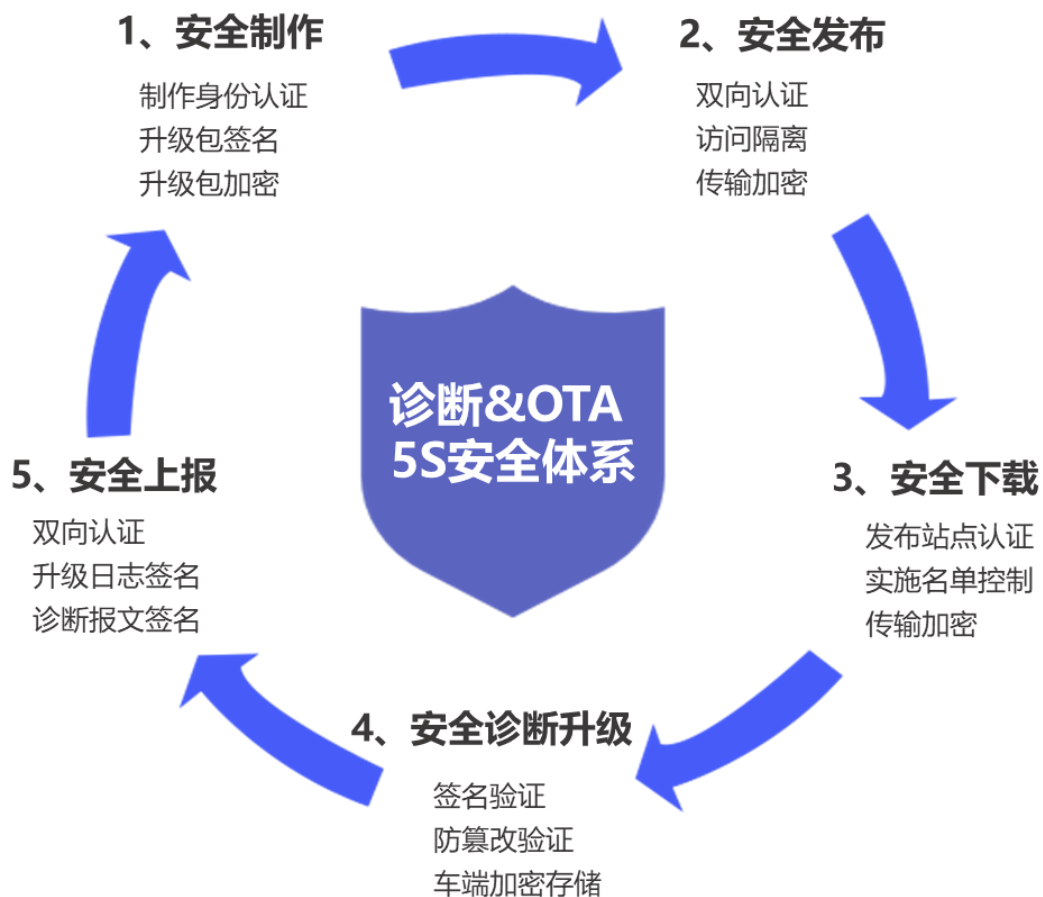 1、安全制作
制作身份认证
升级包签名
升级包加密
2、安全发布
双向认证
访问隔离
传输加密
诊断&OTA
5S安全体系
3、安全下载
发布站点认证
实施名单控制
传输加密
4、安全诊断升级
签名验证
防篡改验证
车端加密存储
5、安全上报
双向认证
升级日志签名
诊断报文签名